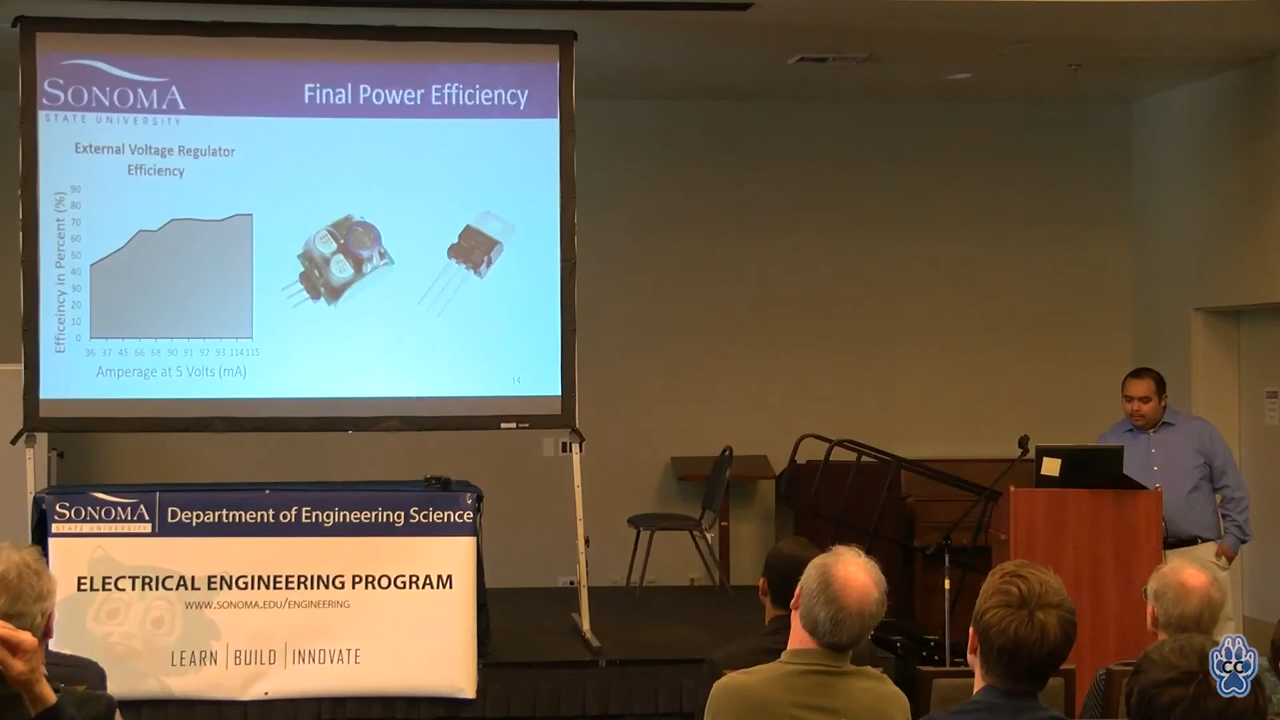 SONOMA
STATE UNIVERSITY
Final Power Efficiency
External Voltage Regulator
Efficiency
Efficeincy in Percent (%)
90
80
70
60
50
40
30
20
10
0
36 37 45 66 68 90 91 92 93 114 115
Amperage at 5 Volts (mA)
14
SONOMA
STATE UNIVERSITY
Department of Engineering Science
ELECTRICAL ENGINEERING PROGRAM
WWW.SONOMA.EDU/ENGINEERING
LEARN | BUILD | INNOVATE
CC